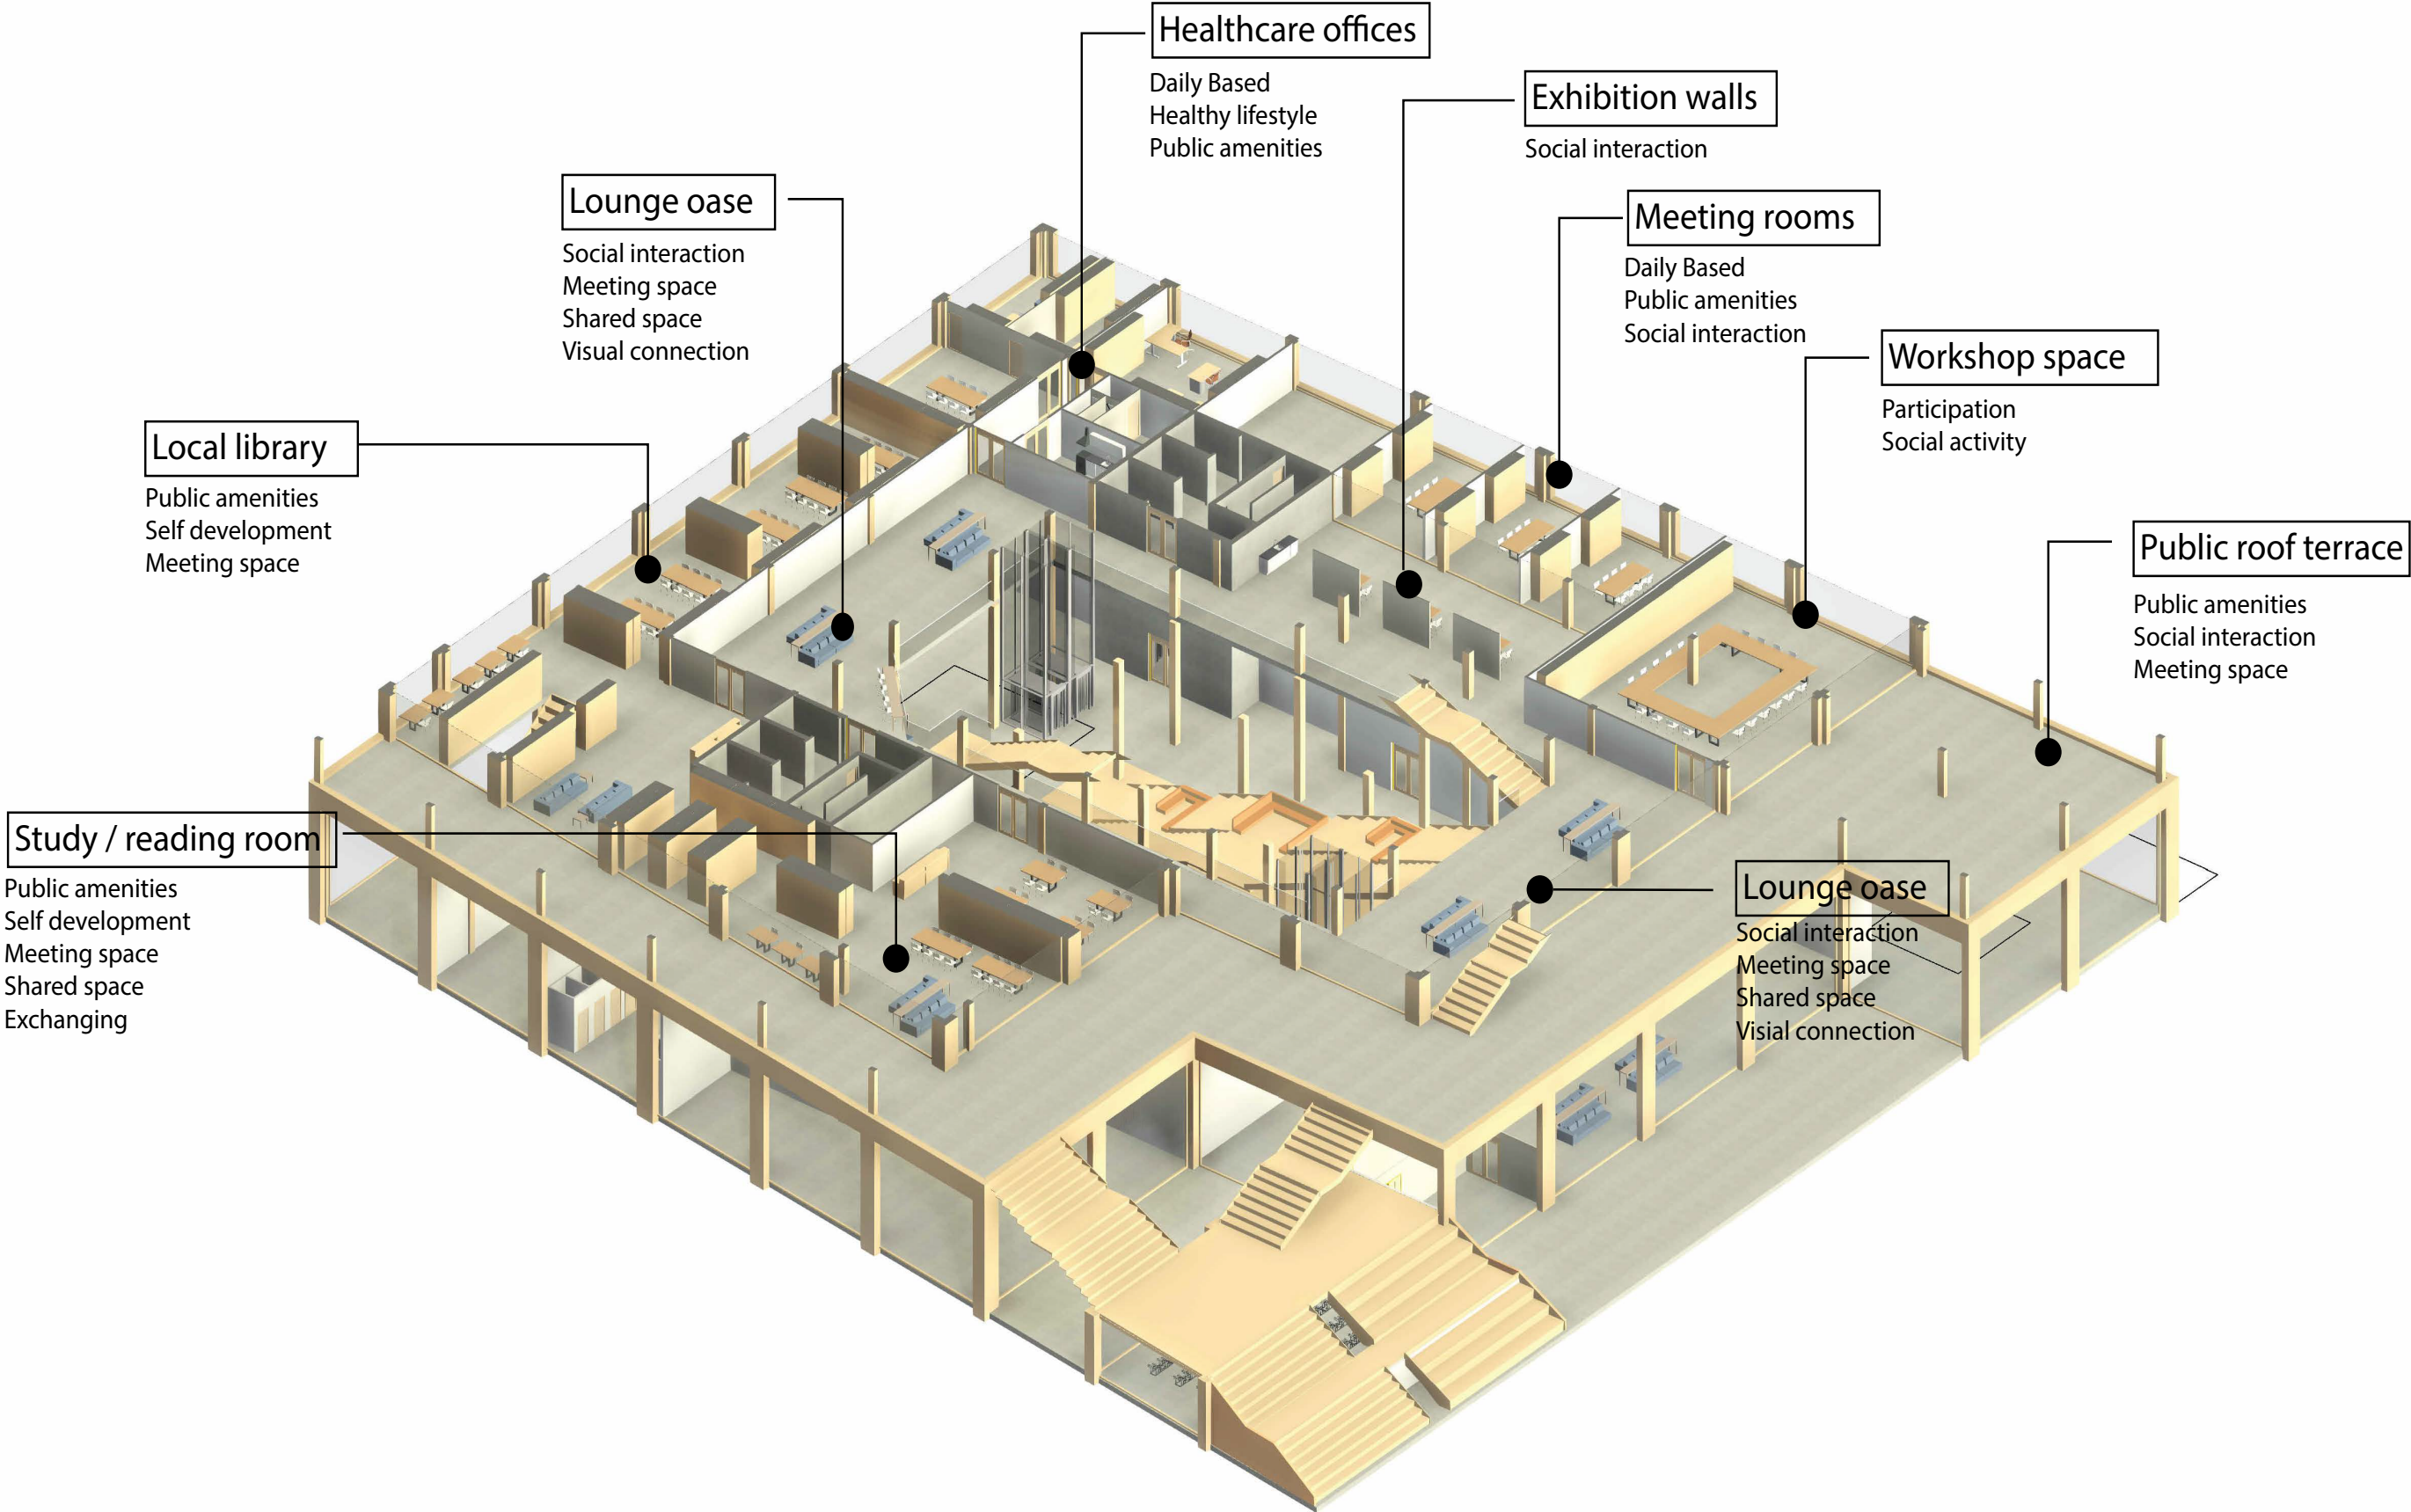 Healthcare offices
Daily Based
Healthy lifestyle
Public amenities
Exhibition walls
Social interaction
Lounge oase
Social interaction
Meeting space
Shared space
Visual connection
Meeting rooms
Daily Based
Public amenities
Social interaction
Workshop space
Participation
Social activity
Local library
Public amenities
Self development
Meeting space
Public roof terrace
Public amenities
Social interaction
Meeting space
Study / reading room
Public amenities
Self development
Meeting space
Shared space
Exchanging
Lounge oase
Social interaction
Meeting space
Shared space
Visial connection